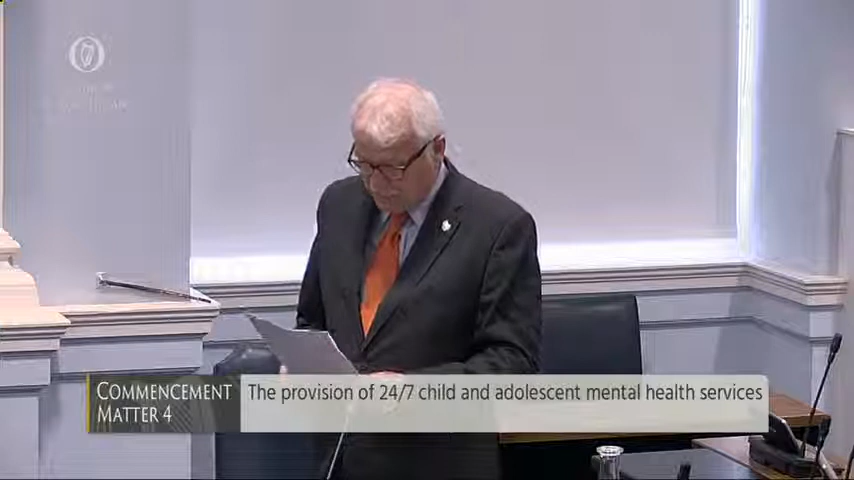 COMMENCEMENT
MATTER 4
The provision of 24/7 child and adolescent mental health services